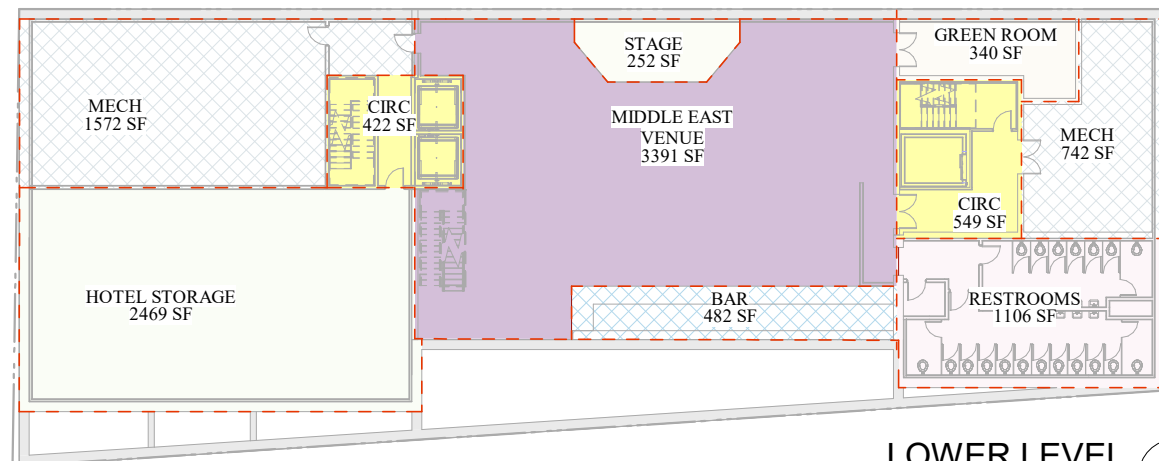 STAGE
252 SF
GREEN ROOM
340 SF
MECH
1572 SF
CIRC
422 SF
MIDDLE EAST
VENUE
3391 SF
MECH
742 SF
CIRC
549 SF
HOTEL STORAGE
2469 SF
BAR
482 SF
RESTROOMS
1106 SF
LOWER LEVEL